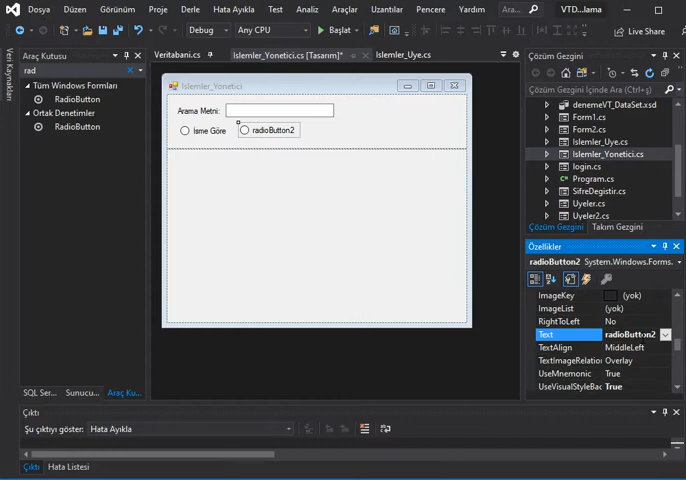 Dosya Düzen Görünüm Git Proje Derle Hata Ayıkla Test Analiz Araçlar Uzantılar Pencere Yardım Ara... VTD...lama
Debug Any CPU Başlat Live Share
Veri Kaynakları
Araç Kutusu
rad
Tüm Windows Formları
RadioButton
Ortak Denetimler
RadioButton
SQL Ser... Sunucu... Araç Ku...
Veritabani.cs Islemler_Yonetici.cs [Tasarım]* Islemler_Uye.cs
Islemler_Yonetici
Arama Metni:
İsme Göre radioButton2
Çözüm Gezgini
Çözüm Gezgini İçinde Ara (Ctrl+ş)
denemeVT_DataSet.xsd
Form1.cs
Form2.cs
Islemler_Uye.cs
Islemler_Yonetici.cs
login.cs
Program.cs
SifreDegistir.cs
Uyeler.cs
Uyeler2.cs
Çözüm Gezgini Takım Gezgini
Özellikler
radioButton2 System.Windows.Forms.
ImageKey (yok)
ImageList (yok)
RightToLeft No
Text radioButton2
TextAlign MiddleLeft
TextImageRelation Overlay
UseMnemonic True
UseVisualStyleBac True
Çıktı
Şu çıktıyı göster: Hata Ayıkla
Çıktı Hata Listesi